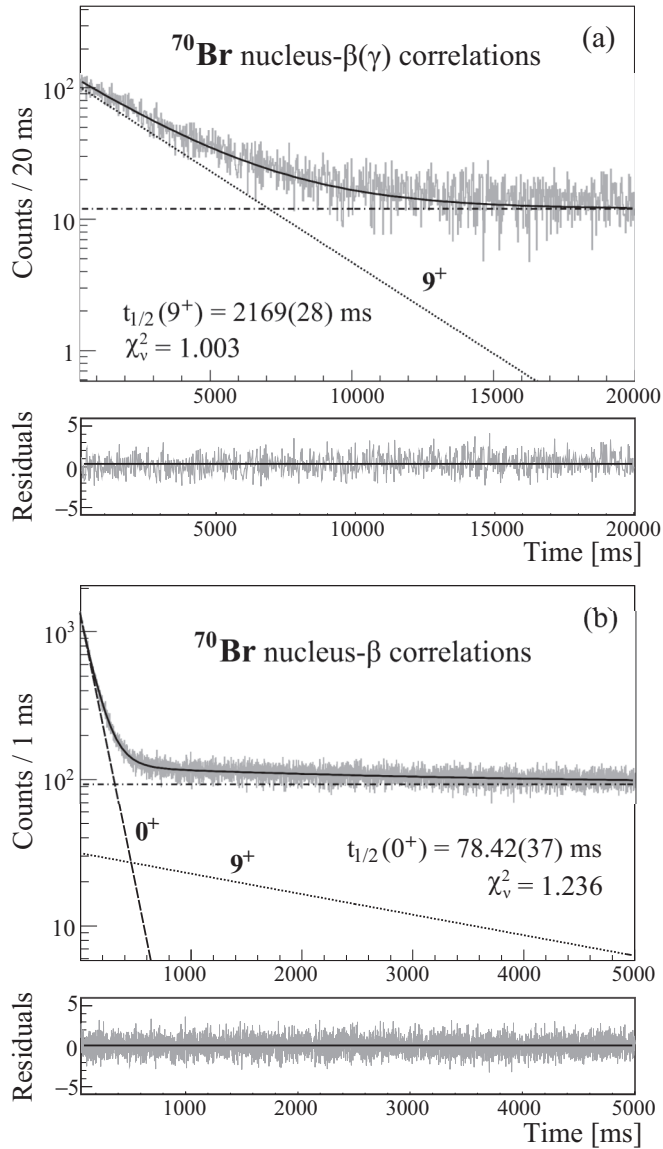 (a)
⁷⁰Br nucleus-β(γ) correlations
Counts / 20 ms
10²
10
1
9⁺
t₁/₂(9⁺) = 2169(28) ms
χ²ᵥ = 1.003
5000 10000 15000 20000
Residuals
5
0
−5
5000 10000 15000 20000
Time [ms]
(b)
⁷⁰Br nucleus-β correlations
Counts / 1 ms
10³
10²
10
0⁺
9⁺
t₁/₂(0⁺) = 78.42(37) ms
χ²ᵥ = 1.236
1000 2000 3000 4000 5000
Residuals
5
0
−5
1000 2000 3000 4000 5000
Time [ms]